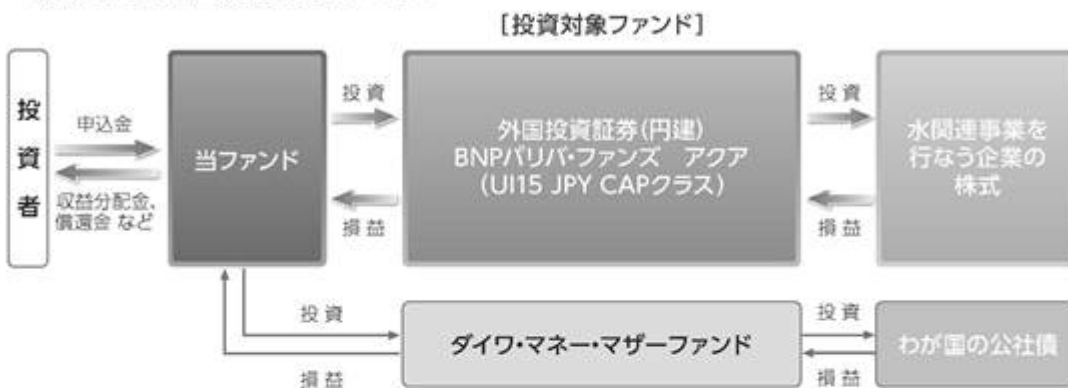 [投資対象ファンド]
投資者
申込金
収益分配金、
償還金 など
当ファンド
投資
損益
外国投資証券(円建)
BNPパリバ・ファンズ アクア
(UI15 JPY CAPクラス)
投資
損益
水関連事業を
行なう企業の
株式
投資
損益
ダイワ・マネー・マザーファンド
投資
損益
わが国の公社債